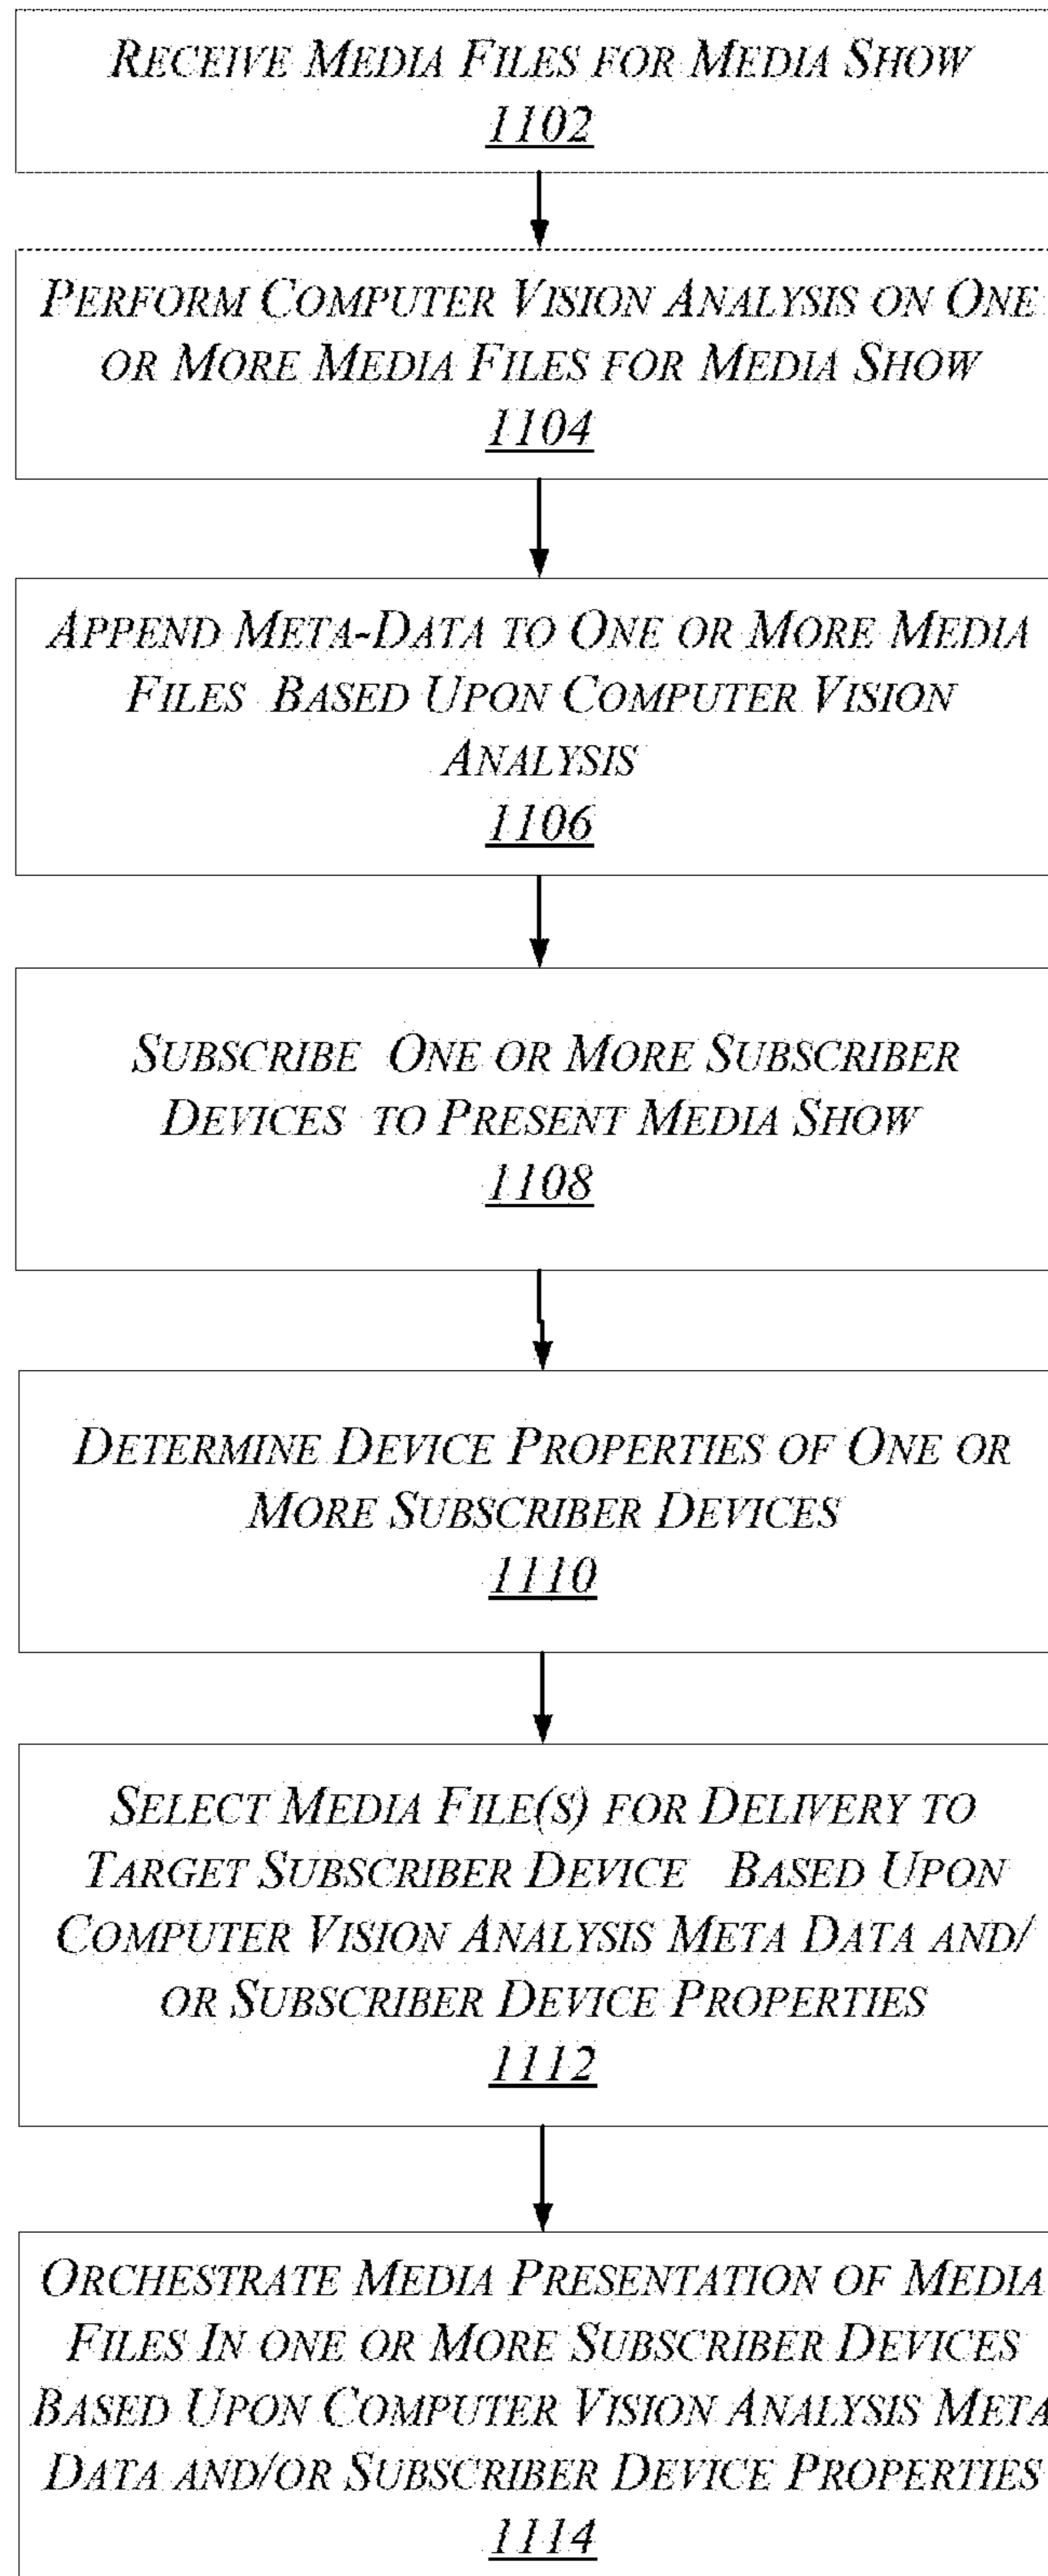 RECEIVE MEDIA FILES FOR MEDIA SHOW
1102
PERFORM COMPUTER VISION ANALYSIS ON ONE
OR MORE MEDIA FILES FOR MEDIA SHOW
1104
APPEND META-DATA TO ONE OR MORE MEDIA
FILES BASED UPON COMPUTER VISION
ANALYSIS
1106
SUBSCRIBE ONE OR MORE SUBSCRIBER
DEVICES TO PRESENT MEDIA SHOW
1108
DETERMINE DEVICE PROPERTIES OF ONE OR
MORE SUBSCRIBER DEVICES
1110
SELECT MEDIA FILE(S) FOR DELIVERY TO
TARGET SUBSCRIBER DEVICE BASED UPON
COMPUTER VISION ANALYSIS META DATA AND/
OR SUBSCRIBER DEVICE PROPERTIES
1112
ORCHESTRATE MEDIA PRESENTATION OF MEDIA
FILES IN ONE OR MORE SUBSCRIBER DEVICES
BASED UPON COMPUTER VISION ANALYSIS META
DATA AND/OR SUBSCRIBER DEVICE PROPERTIES
1114